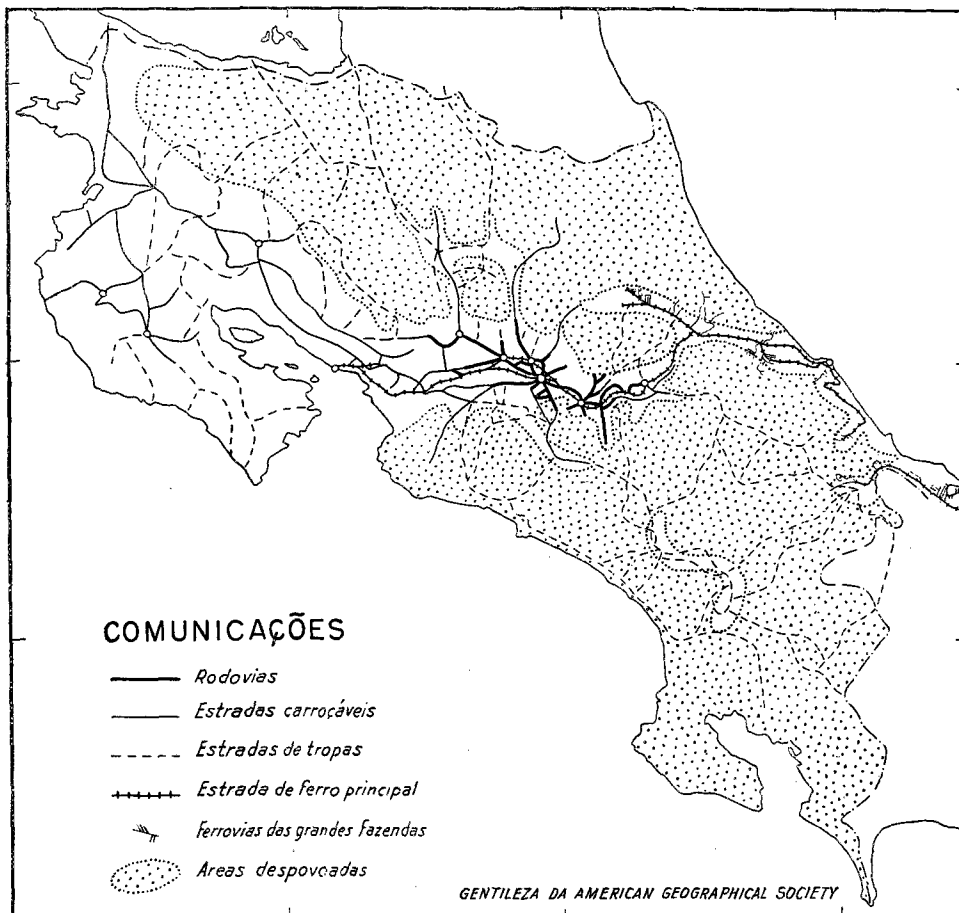 COMUNICAÇÕES
Rodovias
Estradas carroçáveis
Estradas de tropas
Estrada de ferro principal
Ferrovias das grandes fazendas
Areas despovoadas
GENTILEZA DA AMERICAN GEOGRAPHICAL SOCIETY